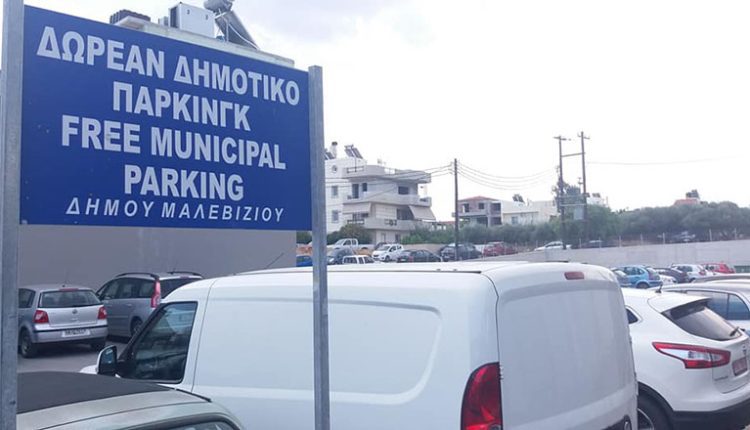 ΔΩΡΕΑΝ ΔΗΜΟΤΙΚΟ
ΠΑΡΚΙΝΓΚ
FREE MUNICIPAL
PARKING
ΔΗΜΟΥ ΜΑΛΕΒΙΖΙΟΥ